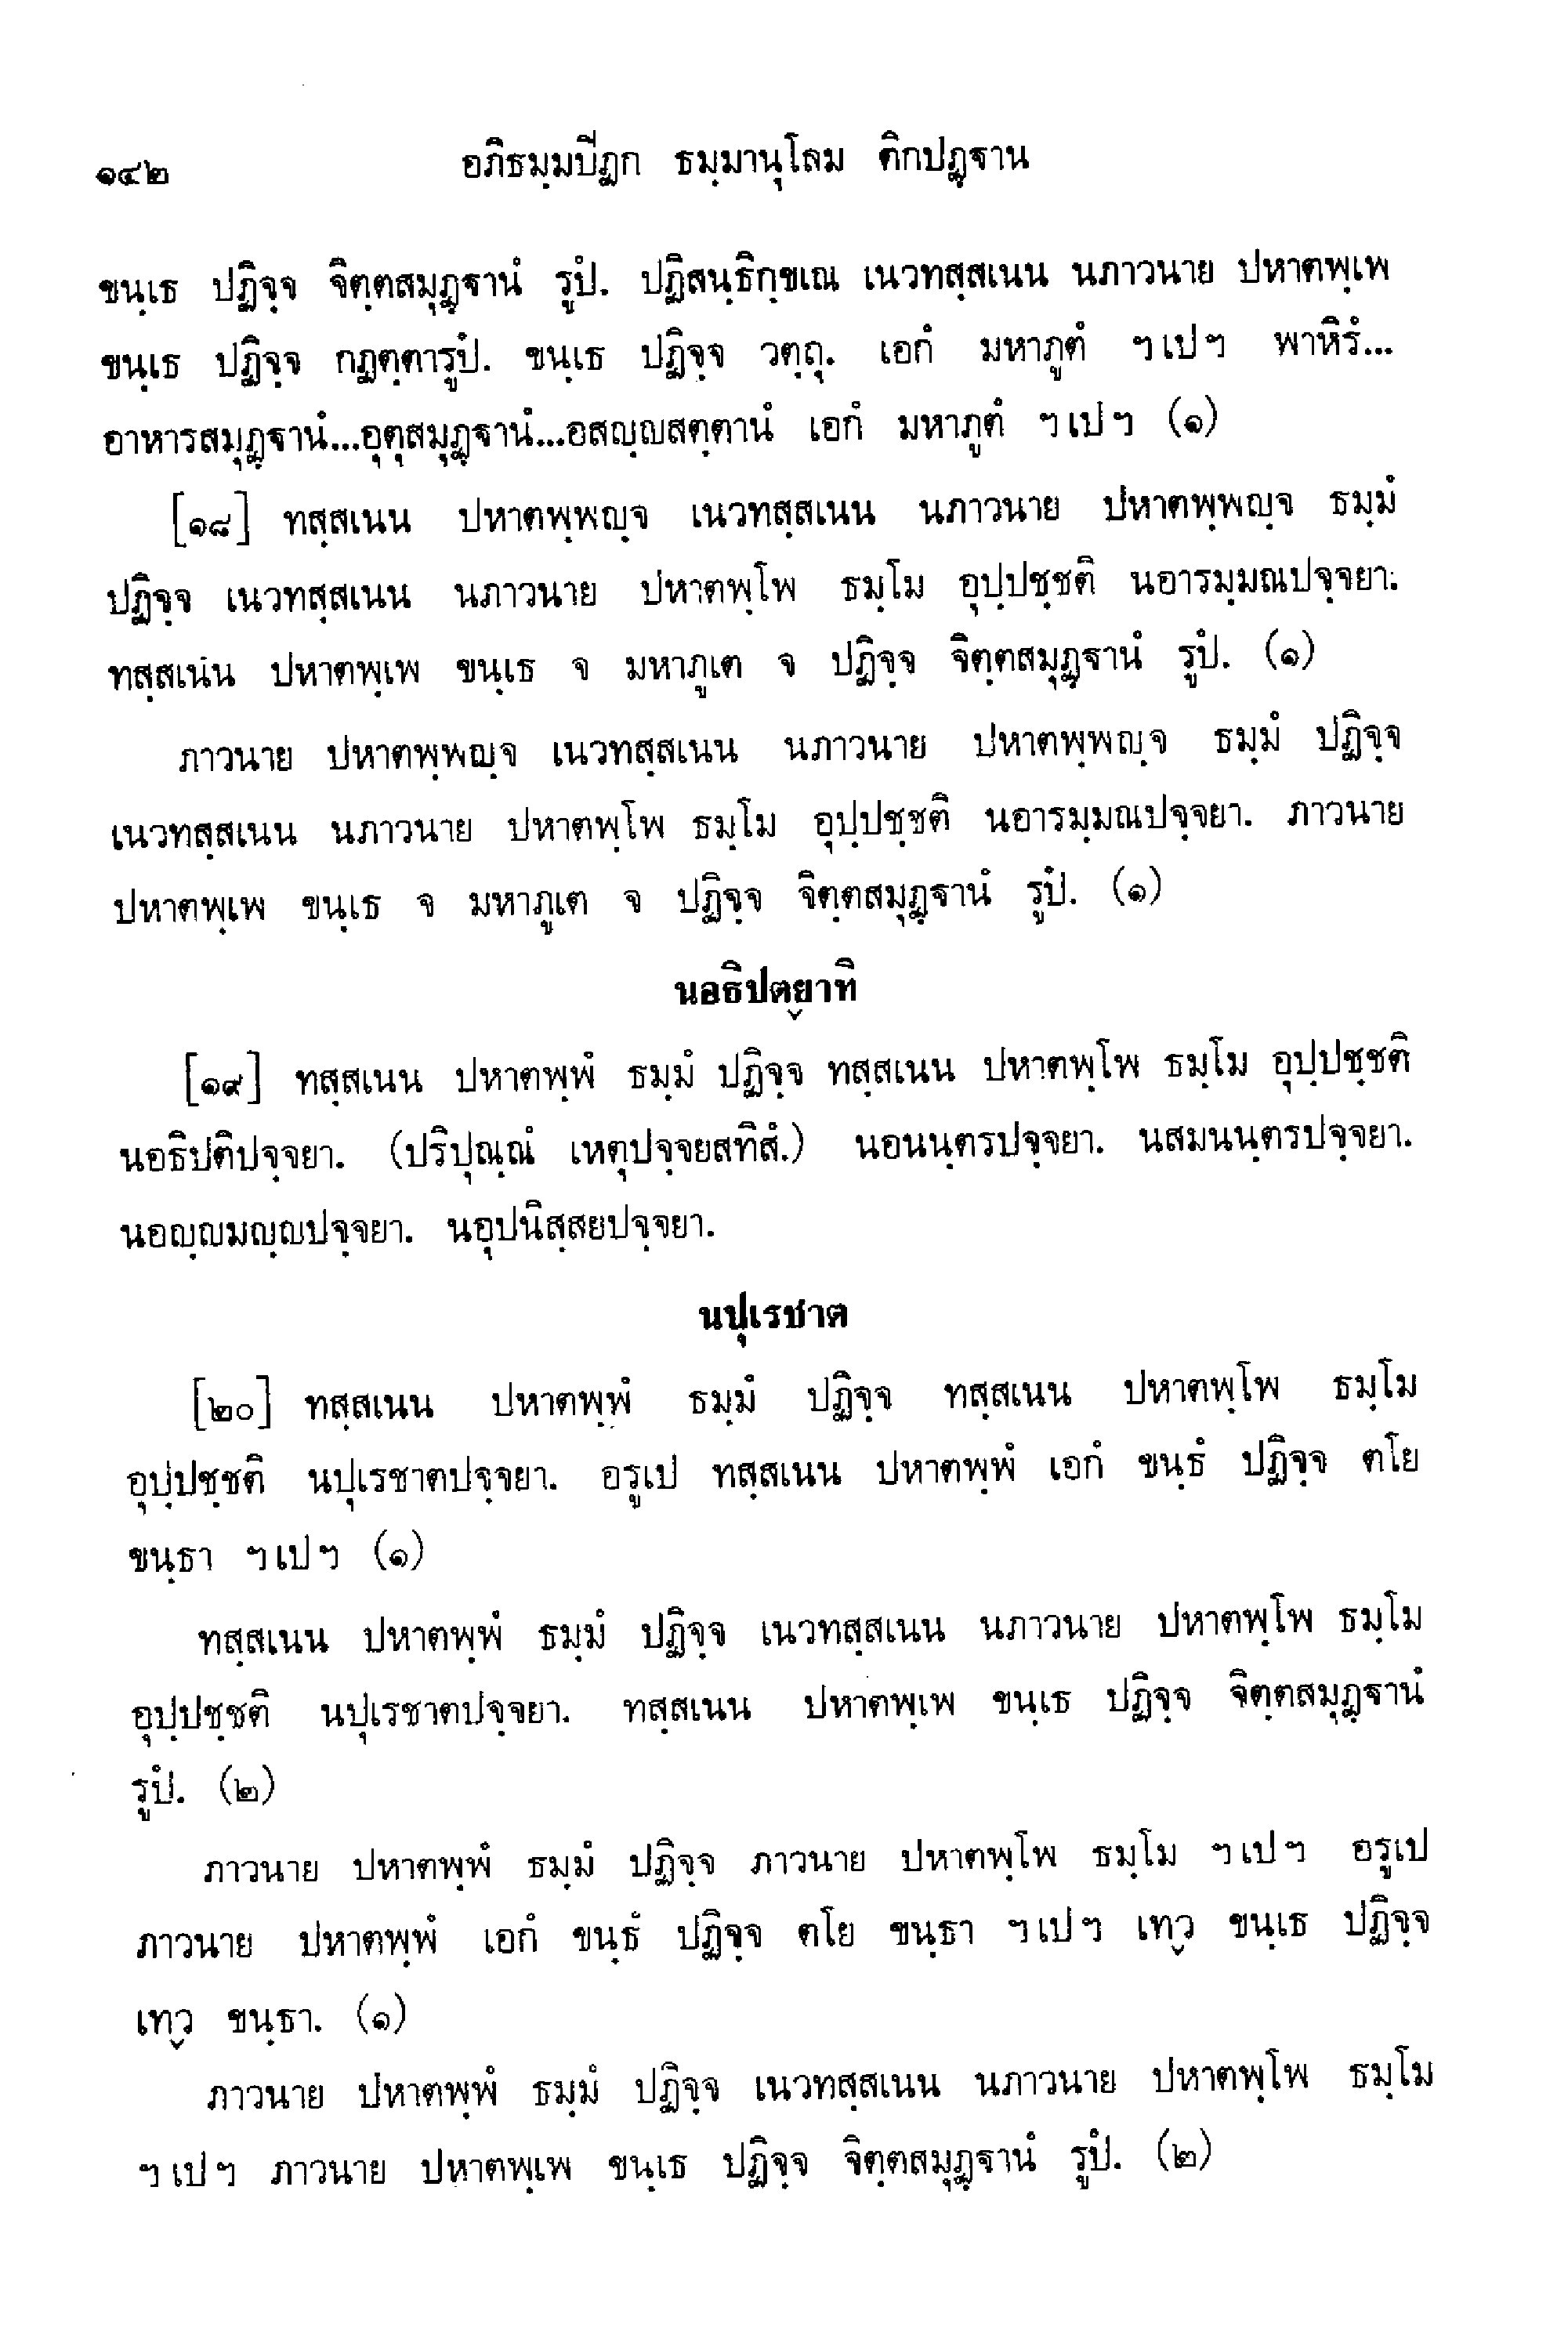 ๑๔๒ อภิธมฺมปีฏก ธมฺมานุโลม ติกปฏฺฐาน
ขนฺเธ ปฏิจฺจ จิตฺตสมุฏฺฐานํ รูปํ. ปฏิสนฺธิกฺขเณ เนวทสฺสเนน นภาวนาย ปหาตพฺเพ
ขนฺเธ ปฏิจฺจ กฏตฺตารูปํ. ขนฺเธ ปฏิจฺจ วตฺถุ. เอกํ มหาภูตํ ฯเปฯ พาหิรํ...
อาหารสมุฏฺฐานํ...อุตุสมุฏฺฐานํ...อสญฺญสตฺตานํ เอกํ มหาภูตํ ฯเปฯ (๑)
[๑๘] ทสฺสเนน ปหาตพฺพญฺจ เนวทสฺสเนน นภาวนาย ปหาตพฺพญฺจ ธมฺมํ
ปฏิจฺจ เนวทสฺสเนน นภาวนาย ปหาตพฺโพ ธมฺโม อุปฺปชฺชติ นอารมฺมณปจฺจยา.
ทสฺสเนน ปหาตพฺเพ ขนฺเธ จ มหาภูเต จ ปฏิจฺจ จิตฺตสมุฏฺฐานํ รูปํ. (๑)
ภาวนาย ปหาตพฺพญฺจ เนวทสฺสเนน นภาวนาย ปหาตพฺพญฺจ ธมฺมํ ปฏิจฺจ
เนวทสฺสเนน นภาวนาย ปหาตพฺโพ ธมฺโม อุปฺปชฺชติ นอารมฺมณปจฺจยา. ภาวนาย
ปหาตพฺเพ ขนฺเธ จ มหาภูเต จ ปฏิจฺจ จิตฺตสมุฏฺฐานํ รูปํ. (๑)
นอธิปตฺยาทิ
[๑๙] ทสฺสเนน ปหาตพฺพํ ธมฺมํ ปฏิจฺจ ทสฺสเนน ปหาตพฺโพ ธมฺโม อุปฺปชฺชติ
นอธิปติปจฺจยา. (ปริปุณฺณํ เหตุปจฺจยสทิสํ.) นอนนฺตรปจฺจยา. นสมนนฺตรปจฺจยา.
นอญฺญมญฺญปจฺจยา. นอุปนิสฺสยปจฺจยา.
นปุเรชาต
[๒๐] ทสฺสเนน ปหาตพฺพํ ธมฺมํ ปฏิจฺจ ทสฺสเนน ปหาตพฺโพ ธมฺโม
อุปฺปชฺชติ นปุเรชาตปจฺจยา. อรูเป ทสฺสเนน ปหาตพฺพํ เอกํ ขนฺธํ ปฏิจฺจ ตโย
ขนฺธา ฯเปฯ (๑)
ทสฺสเนน ปหาตพฺพํ ธมฺมํ ปฏิจฺจ เนวทสฺสเนน นภาวนาย ปหาตพฺโพ ธมฺโม
อุปฺปชฺชติ นปุเรชาตปจฺจยา. ทสฺสเนน ปหาตพฺเพ ขนฺเธ ปฏิจฺจ จิตฺตสมุฏฺฐานํ
รูปํ. (๒)
ภาวนาย ปหาตพฺพํ ธมฺมํ ปฏิจฺจ ภาวนาย ปหาตพฺโพ ธมฺโม ฯเปฯ อรูเป
ภาวนาย ปหาตพฺพํ เอกํ ขนฺธํ ปฏิจฺจ ตโย ขนฺธา ฯเปฯ เทฺว ขนฺเธ ปฏิจฺจ
เทฺว ขนฺธา. (๑)
ภาวนาย ปหาตพฺพํ ธมฺมํ ปฏิจฺจ เนวทสฺสเนน นภาวนาย ปหาตพฺโพ ธมฺโม
ฯเปฯ ภาวนาย ปหาตพฺเพ ขนฺเธ ปฏิจฺจ จิตฺตสมุฏฺฐานํ รูปํ. (๒)